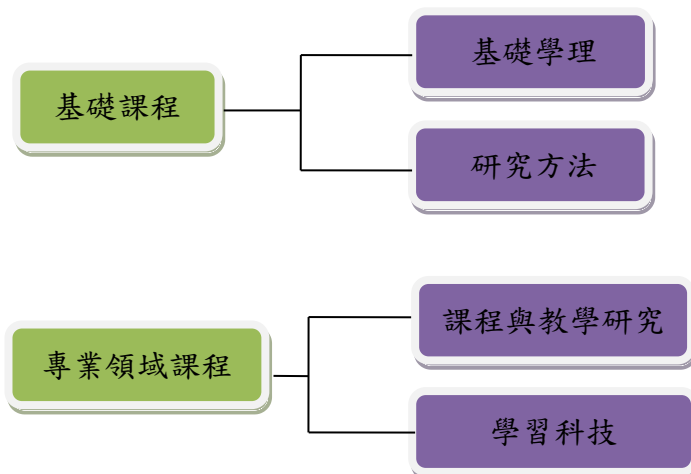 基礎課程
基礎學理
研究方法
專業領域課程
課程與教學研究
學習科技